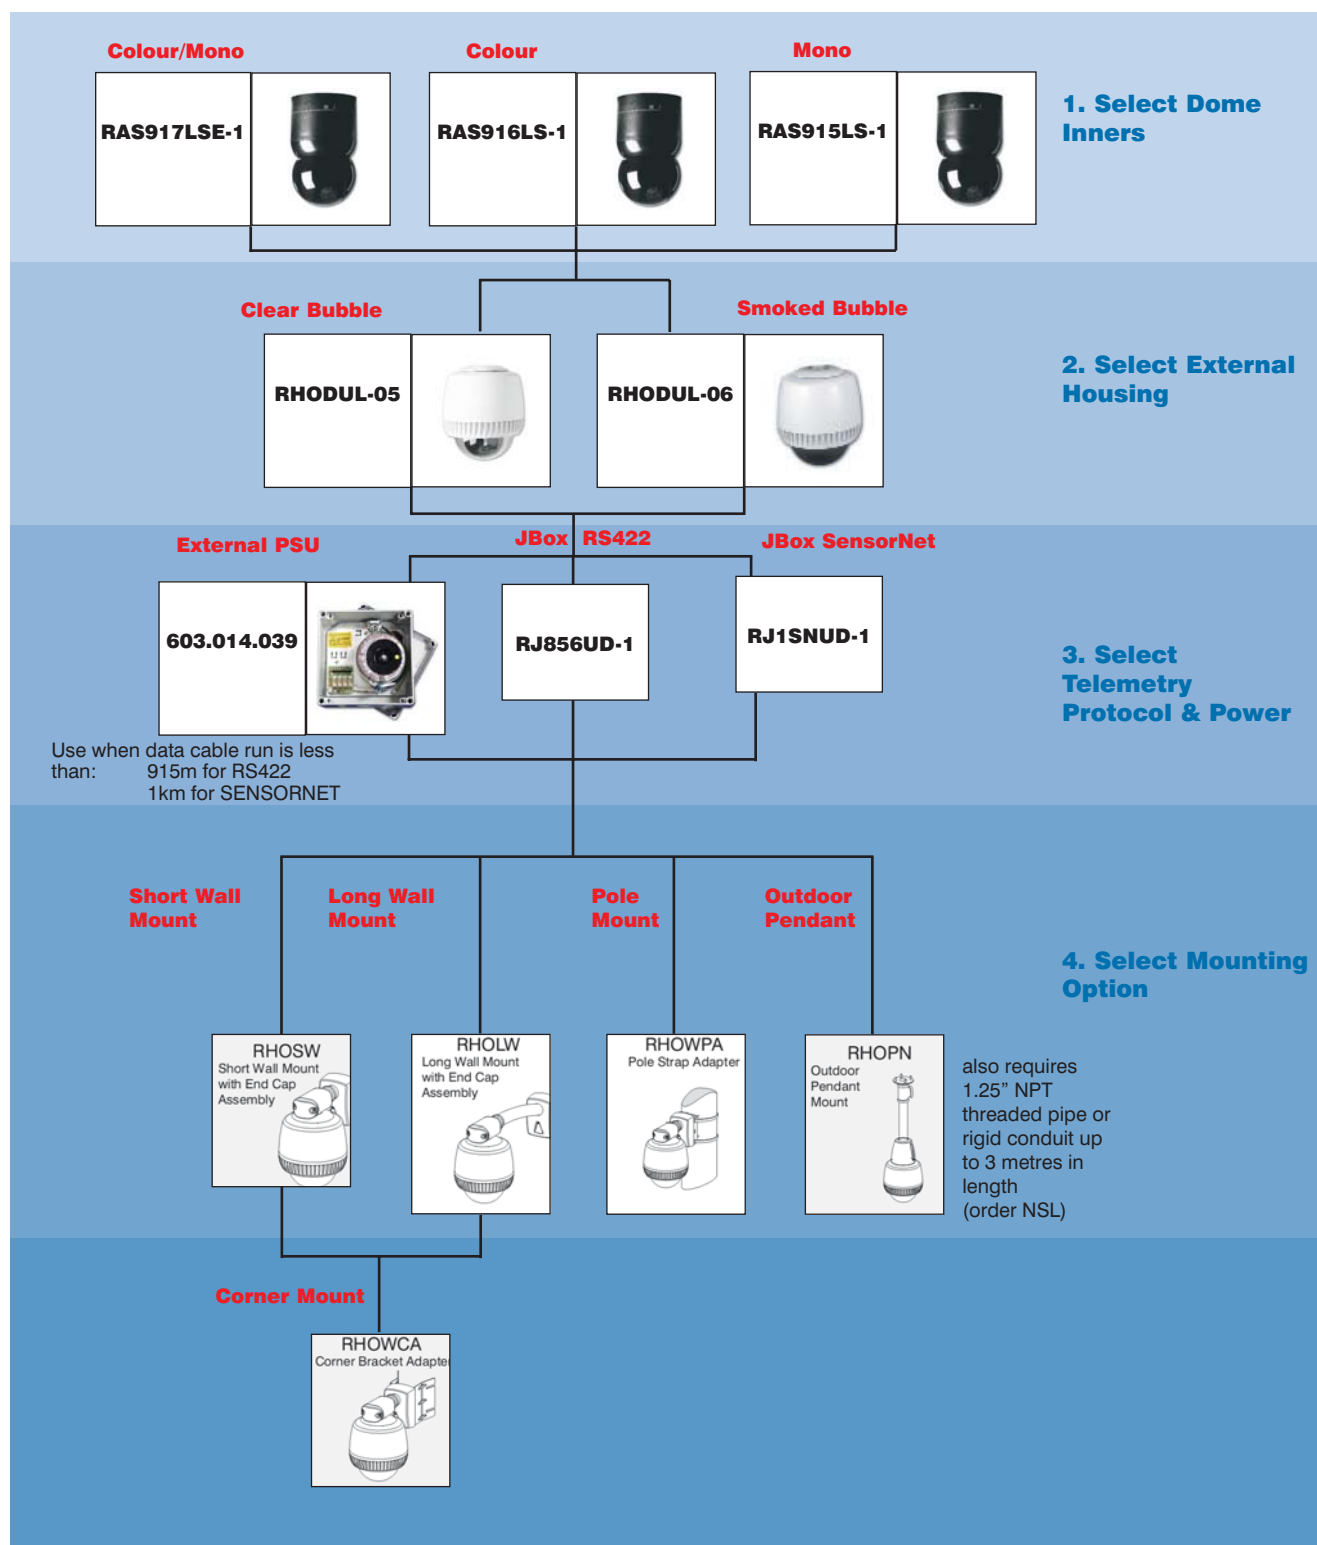 Colour/Mono
Colour
Mono
RAS917LSE-1
RAS916LS-1
RAS915LS-1
1. Select Dome
Inners
Clear Bubble
Smoked Bubble
RHODUL-05
RHODUL-06
2. Select External
Housing
External PSU
JBox RS422
JBox SensorNet
603.014.039
RJ856UD-1
RJ1SNUD-1
3. Select
Telemetry
Protocol & Power
Use when data cable run is less
than: 915m for RS422
1km for SENSORNET
Short Wall
Mount
Long Wall
Mount
Pole
Mount
Outdoor
Pendant
4. Select Mounting
Option
RHOSW
Short Wall Mount
with End Cap
Assembly
RHOLW
Long Wall Mount
with End Cap
Assembly
RHOWPA
Pole Strap Adapter
RHOPN
Outdoor
Pendant
Mount
also requires
1.25” NPT
threaded pipe or
rigid conduit up
to 3 metres in
length
(order NSL)
Corner Mount
RHOWCA
Corner Bracket Adapter